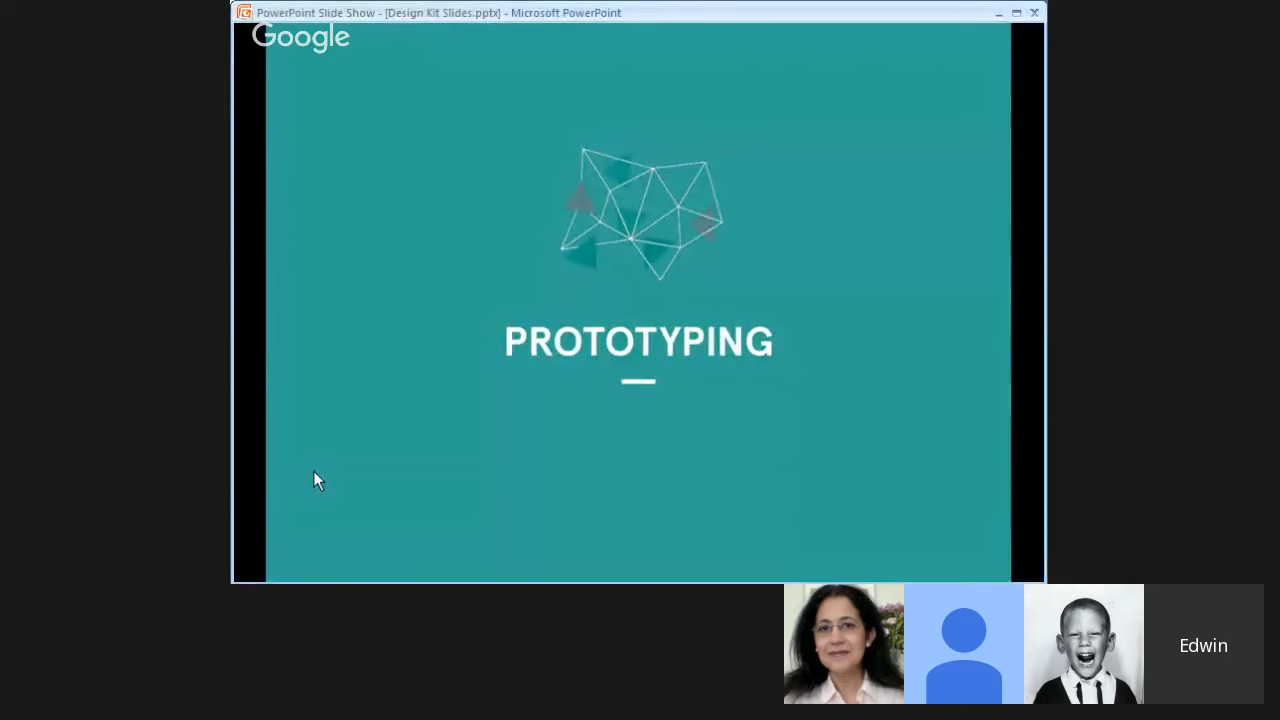 PowerPoint Slide Show - [Design Kit Slides.pptx] - Microsoft PowerPoint
Google
PROTOTYPING
Edwin